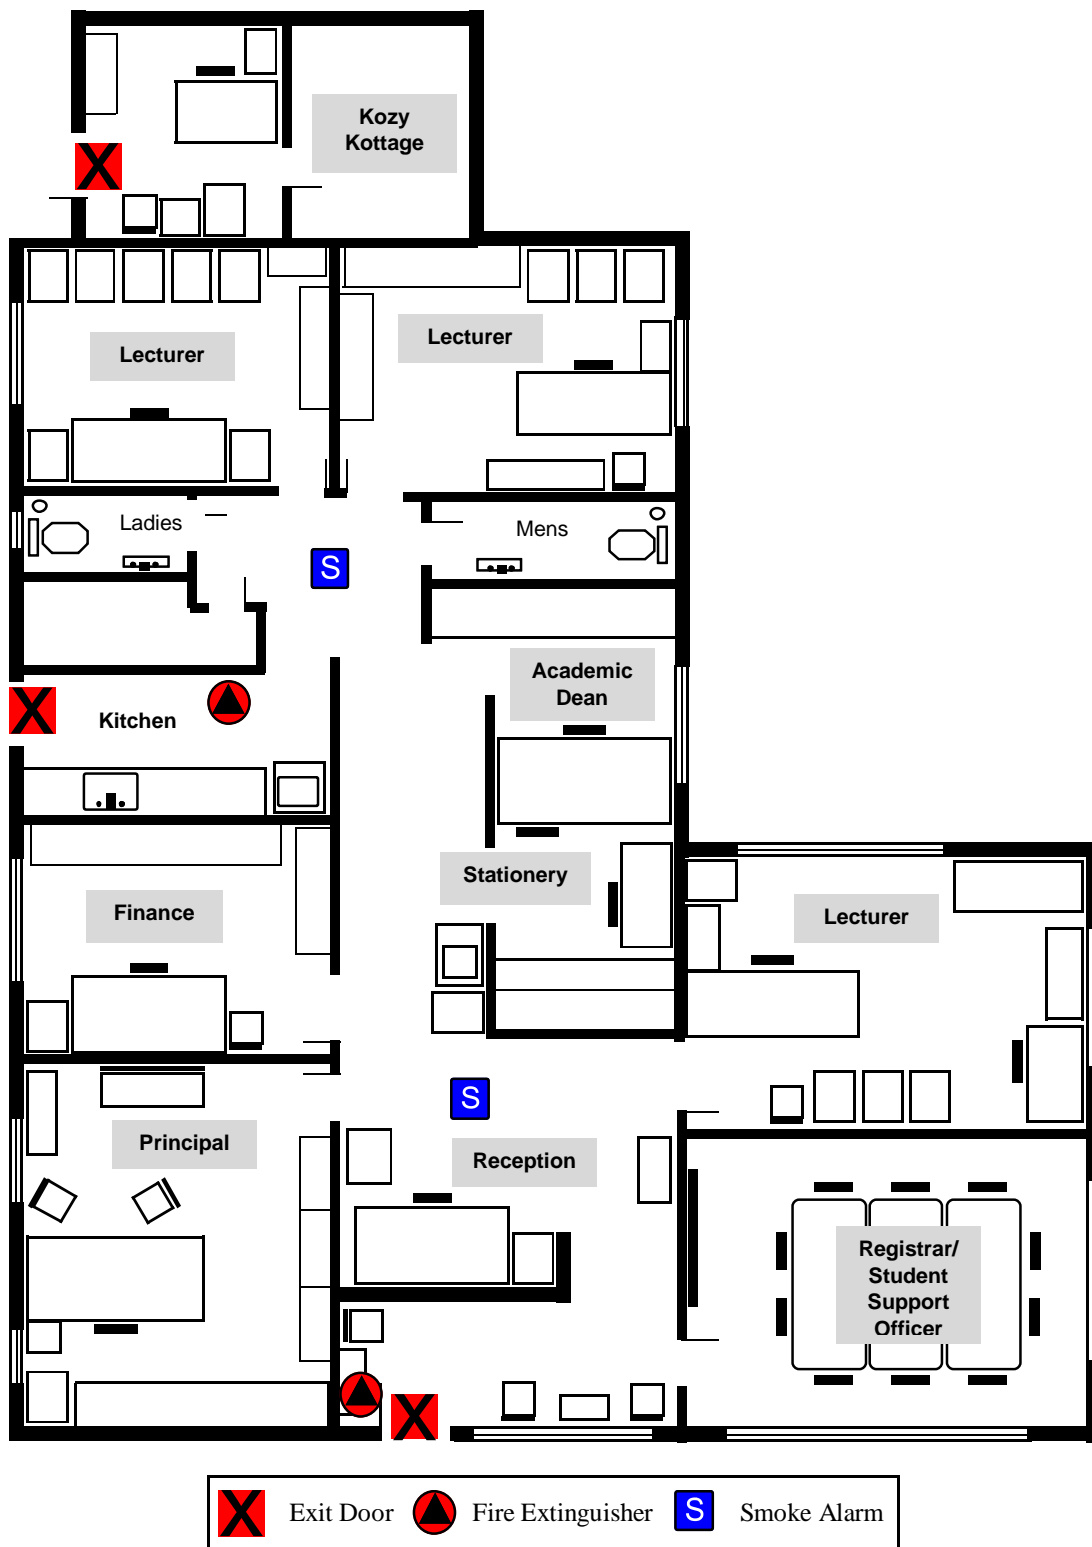 Kozy
Kottage
X
Lecturer
Lecturer
Ladies
Mens
S
Academic
Dean
X
Kitchen
Stationery
Finance
Lecturer
S
Principal
Reception
Registrar/
Student
Support
Officer
X
X Exit Door Fire Extinguisher S Smoke Alarm